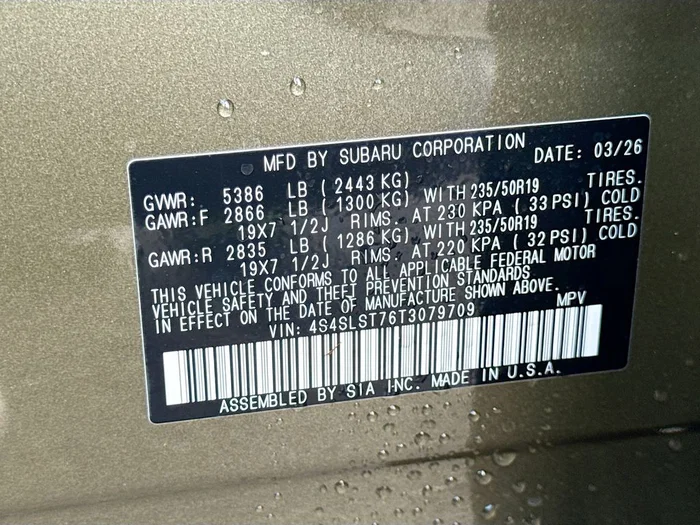 MFD BY SUBARU CORPORATION DATE: 03/26
GVWR: 5386 LB ( 2443 KG)
GAWR:F 2866 LB ( 1300 KG) WITH 235/50R19 TIRES.
19X7 1/2J RIMS. AT 230 KPA ( 33 PSI) COLD
GAWR:R 2835 LB ( 1286 KG) WITH 235/50R19 TIRES.
19X7 1/2J RIMS. AT 220 KPA ( 32 PSI) COLD
THIS VEHICLE CONFORMS TO ALL APPLICABLE FEDERAL MOTOR
VEHICLE SAFETY AND THEFT PREVENTION STANDARDS
IN EFFECT ON THE DATE OF MANUFACTURE SHOWN ABOVE.
VIN: 4S4SLST76T3079709 MPV
ASSEMBLED BY SIA INC. MADE IN U.S.A.